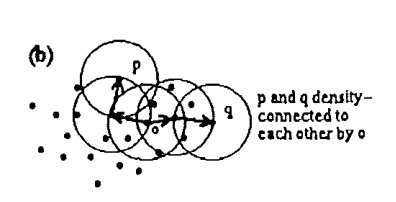 (b)
p
q
o
p and q density-
connected to
each other by o